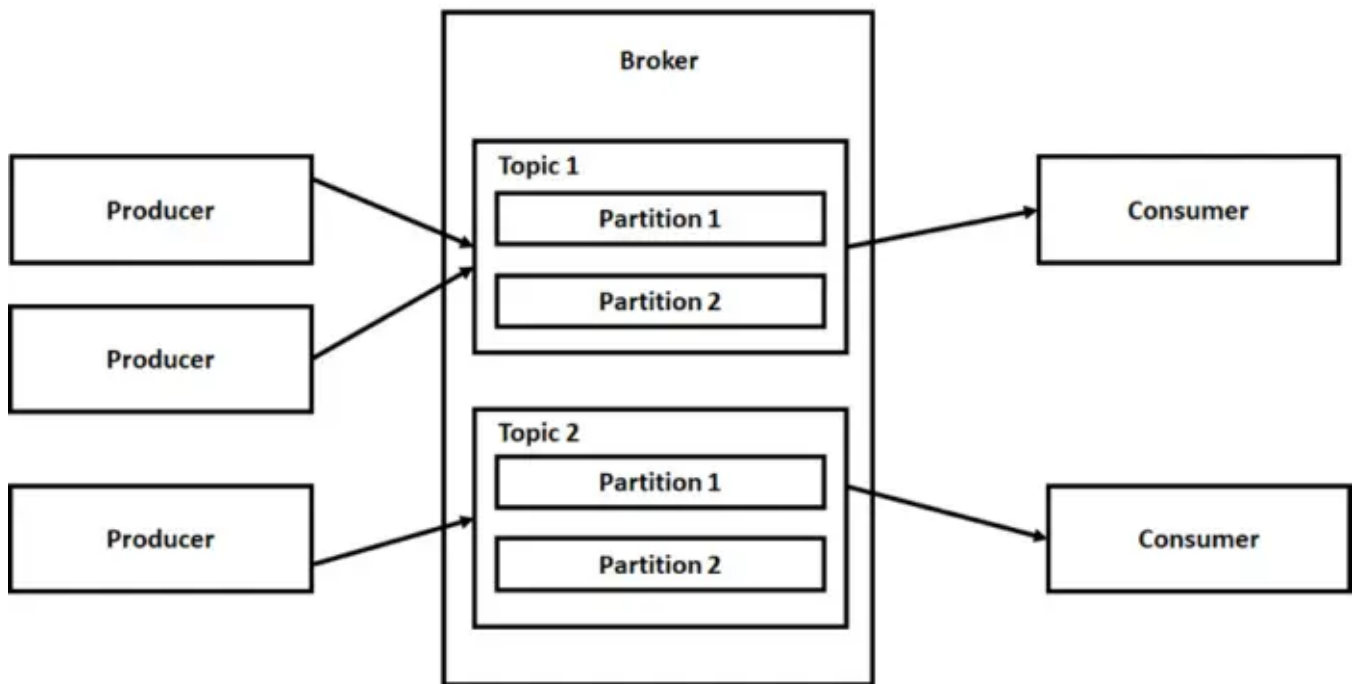 Broker
Topic 1
Producer
Partition 1
Consumer
Partition 2
Producer
Topic 2
Partition 1
Producer
Consumer
Partition 2